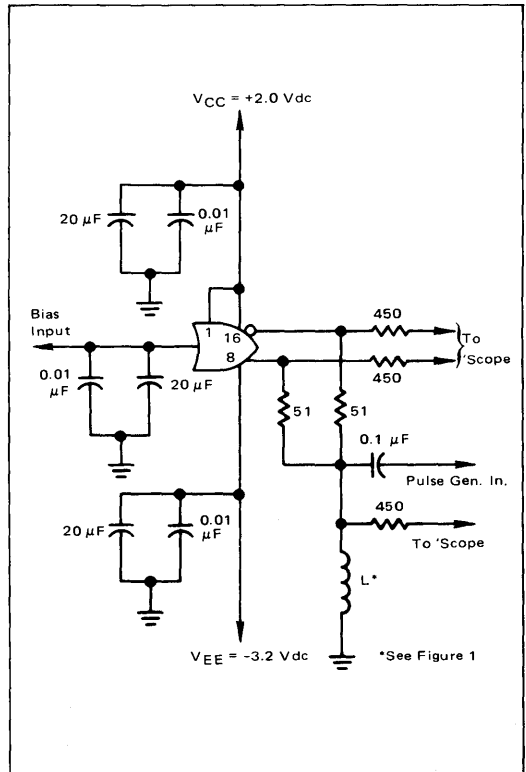 VCC = +2.0 Vdc
20 µF
0.01
µF
Bias
Input
1
16
8
450
To
'Scope
450
0.01
µF
20 µF
51
51
0.1 µF
Pulse Gen. In.
450
To 'Scope
20 µF
0.01
µF
L*
VEE = -3.2 Vdc
*See Figure 1